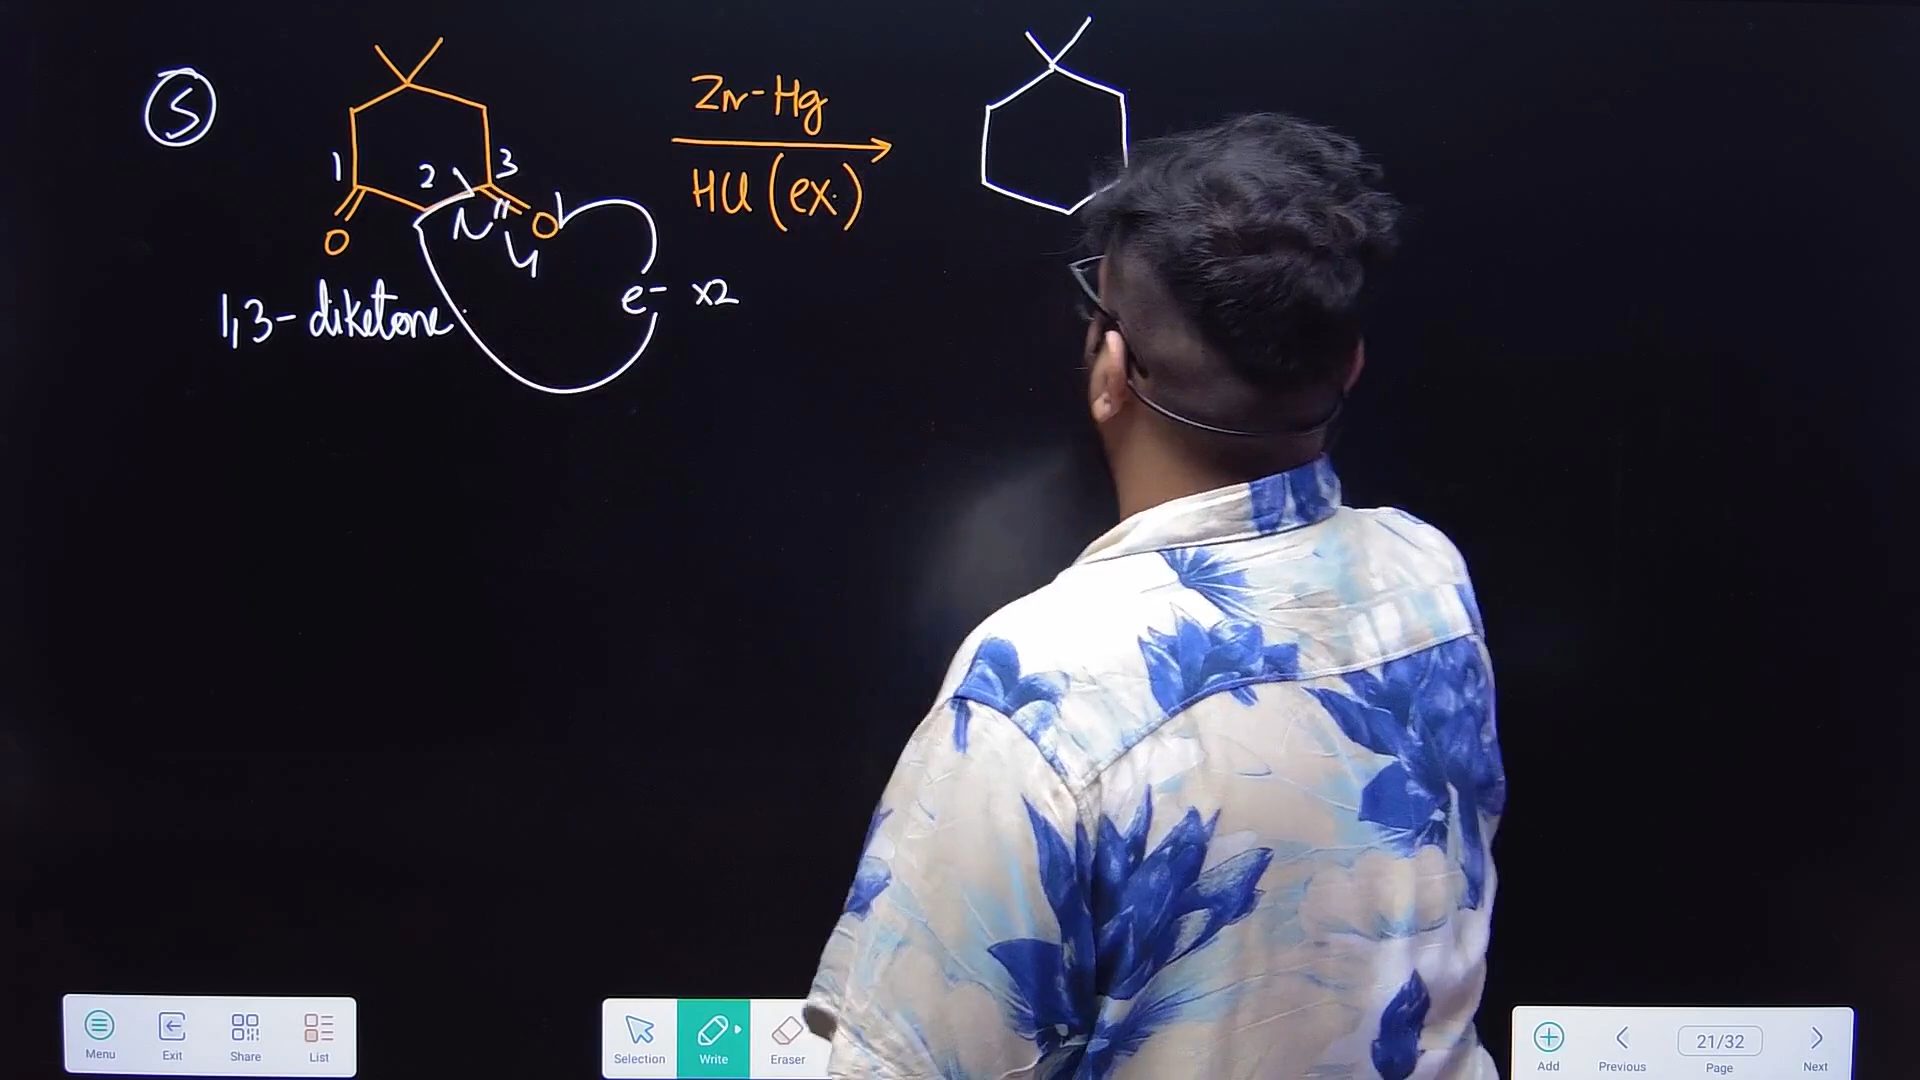 5
Zn-Hg
HCl (ex.)
1
2
3
O
O
e- x2
1,3- diketone
Menu
Exit
Share
List
Selection
Write
Eraser
Add
Previous
21/32
Page
Next